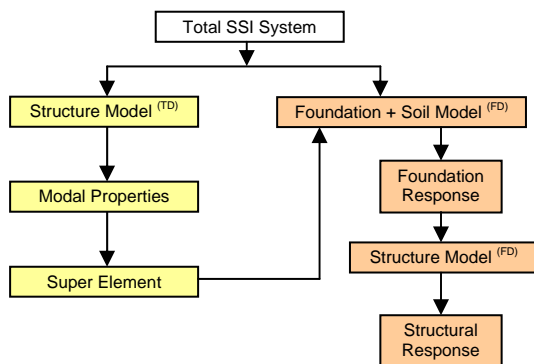 Total SSI System
Structure Model (TD)
Foundation + Soil Model (FD)
Modal Properties
Foundation
Response
Super Element
Structure Model (FD)
Structural
Response